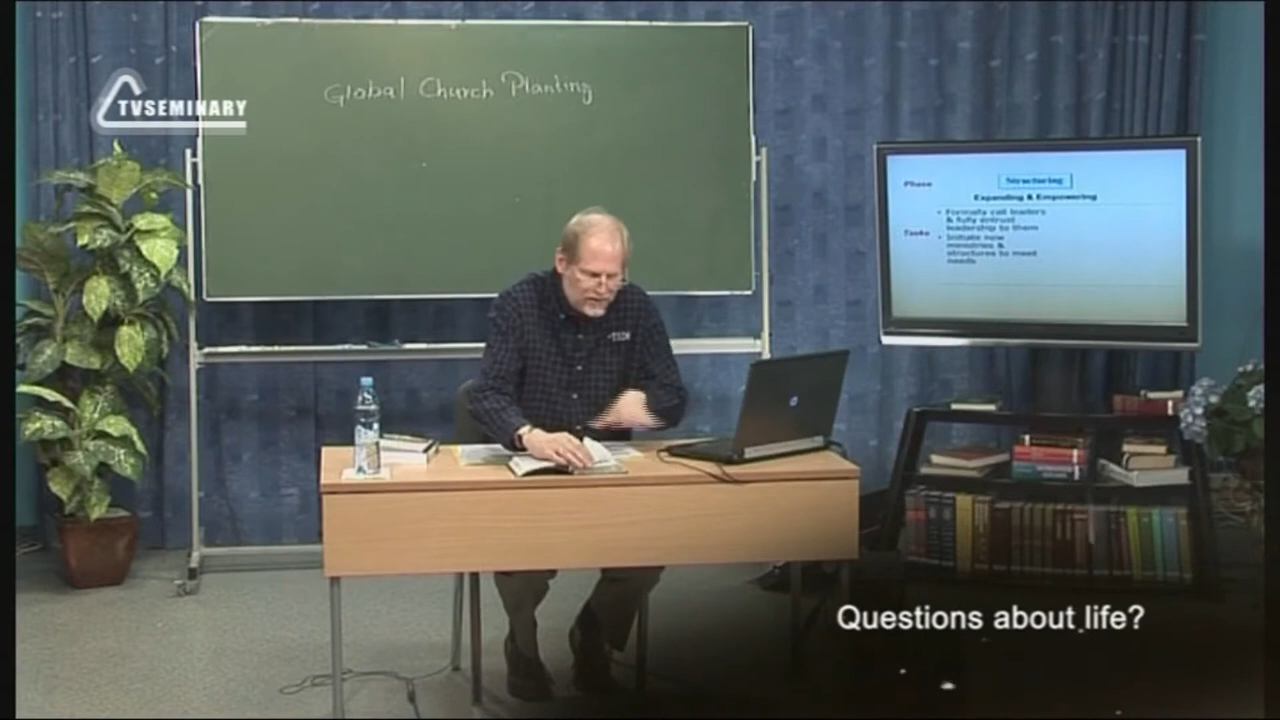 TVSEMINARY
Global Church Planting
Phase
Structuring
Expanding & Empowering
• Formally call leaders
& fully entrust
leadership to them
Tasks
• Initiate new
ministries &
structures to meet
needs
Questions about life?